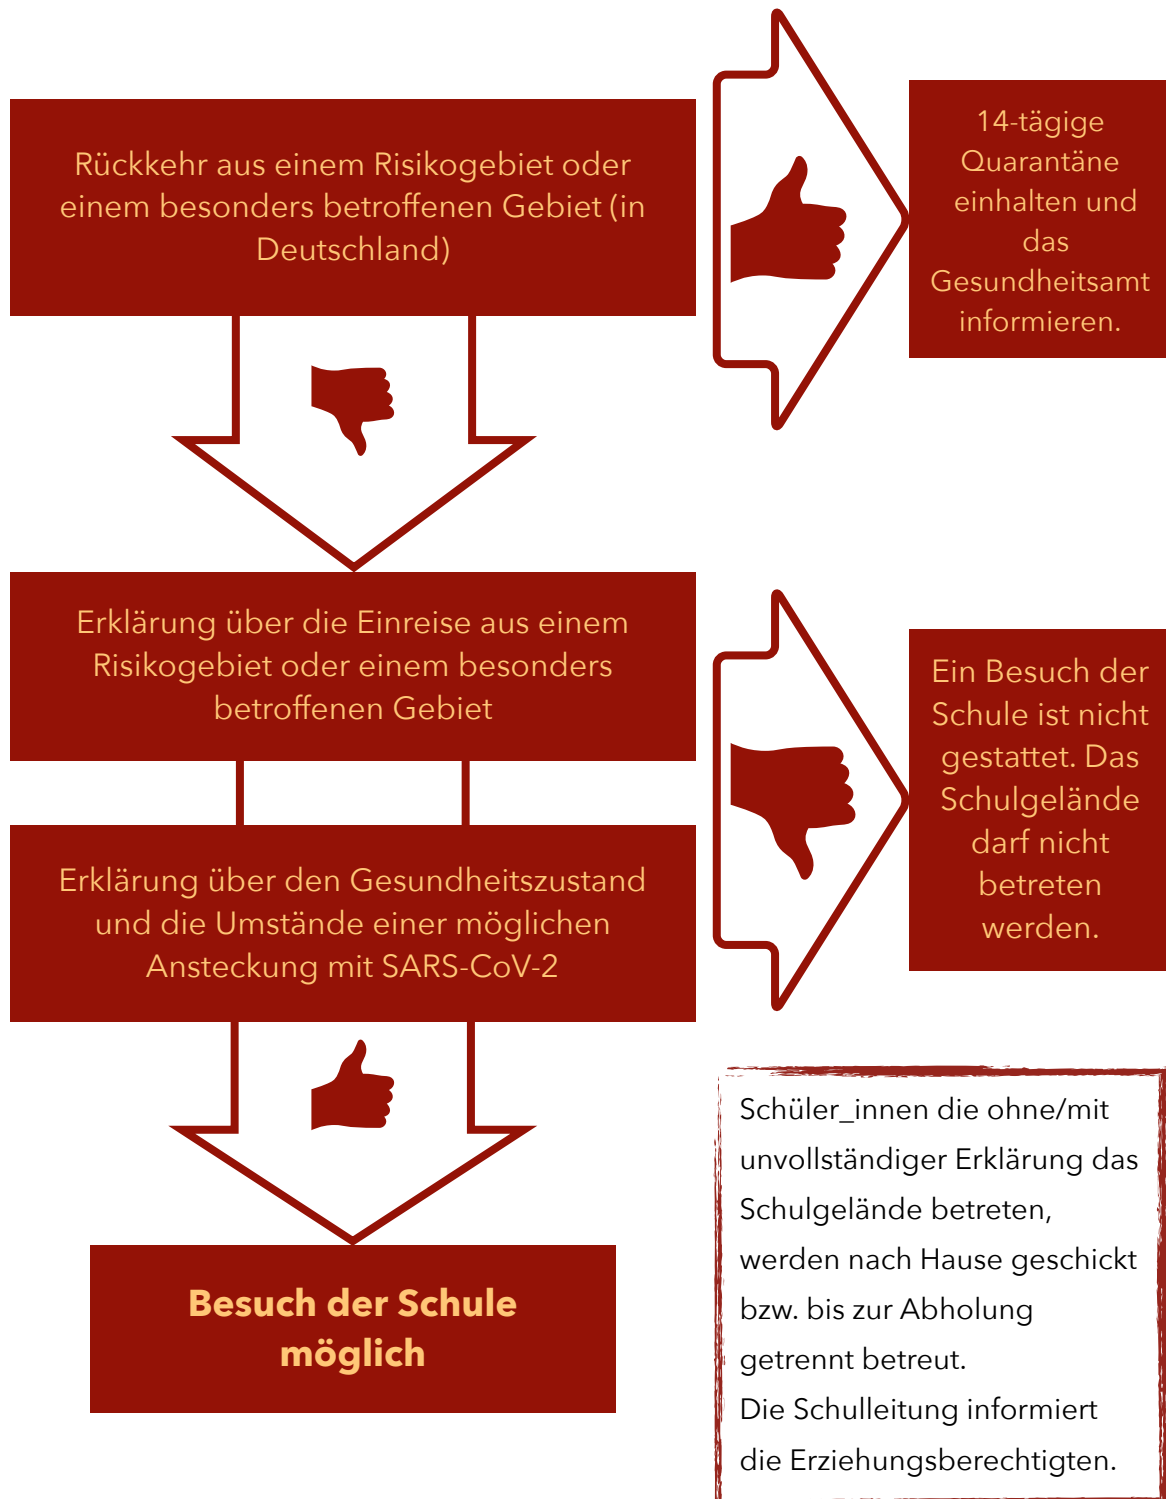 Rückkehr aus einem Risikogebiet oder
einem besonders betroffenen Gebiet (in
Deutschland)
14-tägige
Quarantäne
einhalten und
das
Gesundheitsamt
informieren.
Erklärung über die Einreise aus einem
Risikogebiet oder einem besonders
betroffenen Gebiet
Erklärung über den Gesundheitszustand
und die Umstände einer möglichen
Ansteckung mit SARS-CoV-2
Ein Besuch der
Schule ist nicht
gestattet. Das
Schulgelände
darf nicht
betreten
werden.
Besuch der Schule
möglich
Schüler_innen die ohne/mit
unvollständiger Erklärung das
Schulgelände betreten,
werden nach Hause geschickt
bzw. bis zur Abholung
getrennt betreut.
Die Schulleitung informiert
die Erziehungsberechtigten.